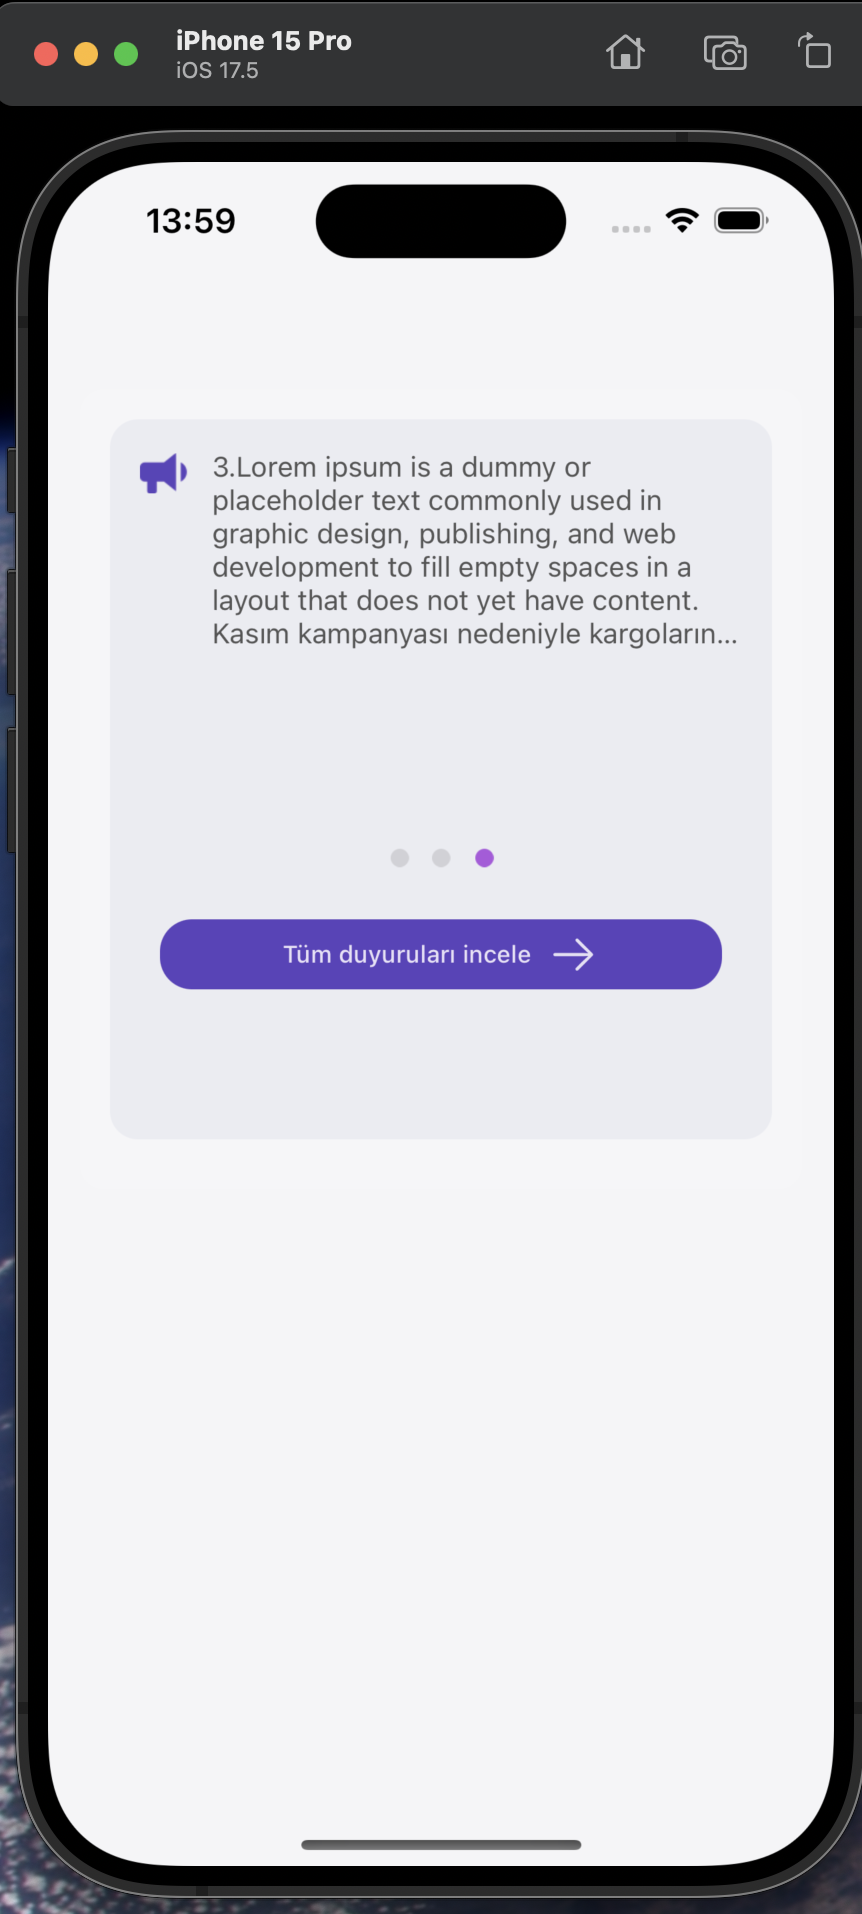 iPhone 15 Pro
iOS 17.5
13:59
3.Lorem ipsum is a dummy or
placeholder text commonly used in
graphic design, publishing, and web
development to fill empty spaces in a
layout that does not yet have content.
Kasım kampanyası nedeniyle kargoların...
Tüm duyuruları incele